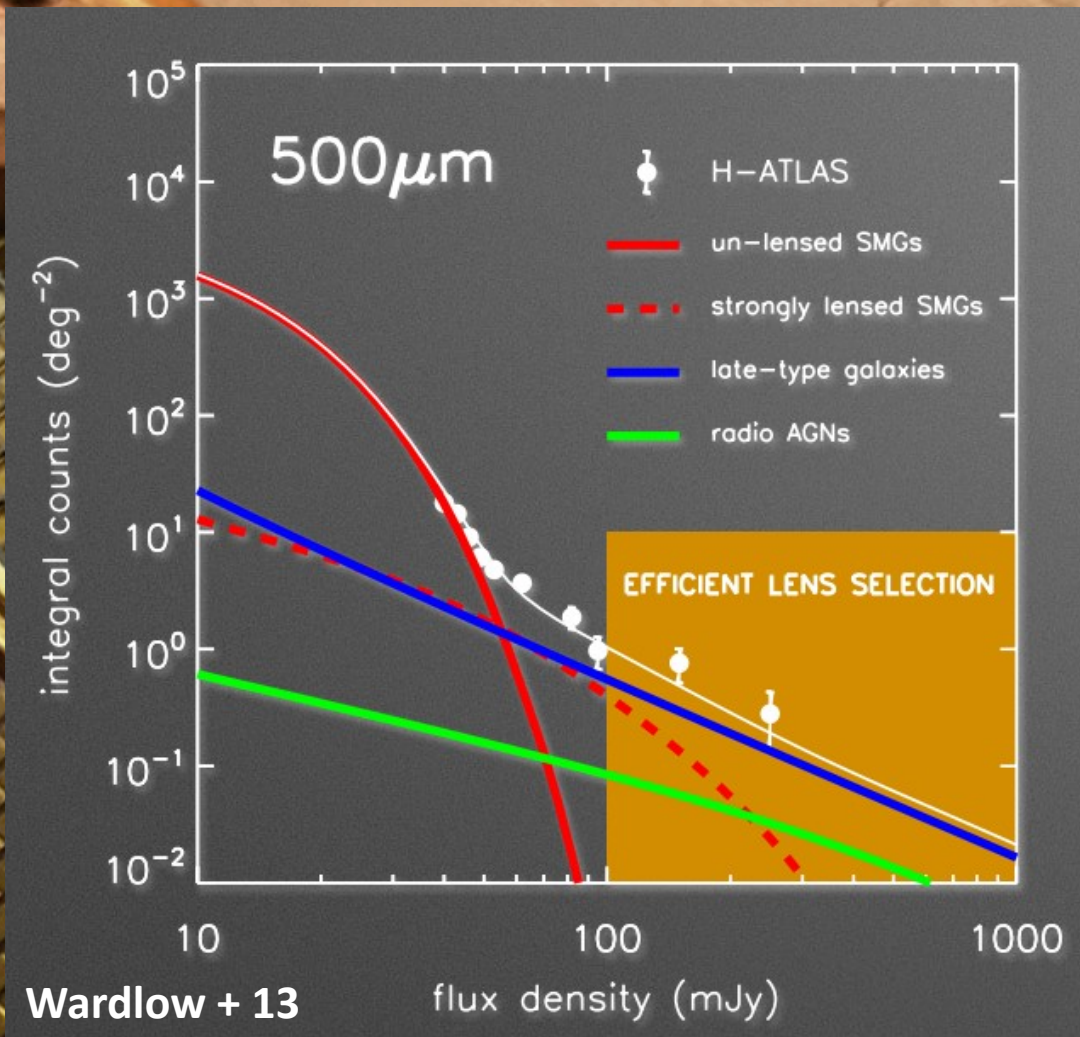 500μm
H-ATLAS
un-lensed SMGs
strongly lensed SMGs
late-type galaxies
radio AGNs
EFFICIENT LENS SELECTION
integral counts (deg⁻²)
10⁵
10⁴
10³
10²
10¹
10⁰
10⁻¹
10⁻²
10 100 1000
flux density (mJy)
Wardlow + 13